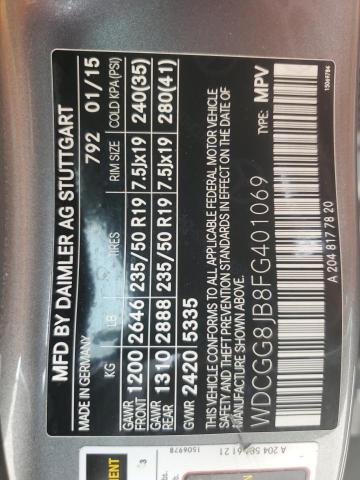 MFD BY DAIMLER AG STUTTGART
MADE IN GERMANY 792 01/15
KG LB TIRES RIM SIZE COLD KPA(PSI)
GAWR FRONT 1200 2646 235/50 R19 7.5Jx19 240(35)
GAWR REAR 1310 2888 235/50 R19 7.5Jx19 280(41)
GVWR 2420 5335
THIS VEHICLE CONFORMS TO ALL APPLICABLE FEDERAL MOTOR VEHICLE
SAFETY AND THEFT PREVENTION STANDARDS IN EFFECT ON THE DATE OF
MANUFACTURE SHOWN ABOVE.
TYPE: MPV
WDCGG8JB8FG401069
A 204 817 78 20
15069784
1506978
3